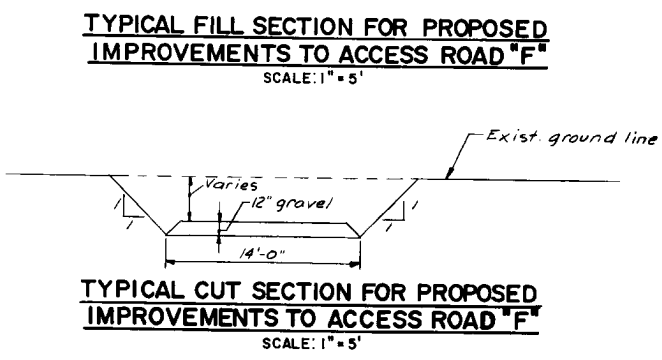 TYPICAL FILL SECTION FOR PROPOSED
IMPROVEMENTS TO ACCESS ROAD "F"
SCALE: 1" = 5'
Exist. ground line
Varies
12" gravel
1
1
1
1
14'-0"
TYPICAL CUT SECTION FOR PROPOSED
IMPROVEMENTS TO ACCESS ROAD "F"
SCALE: 1" = 5'